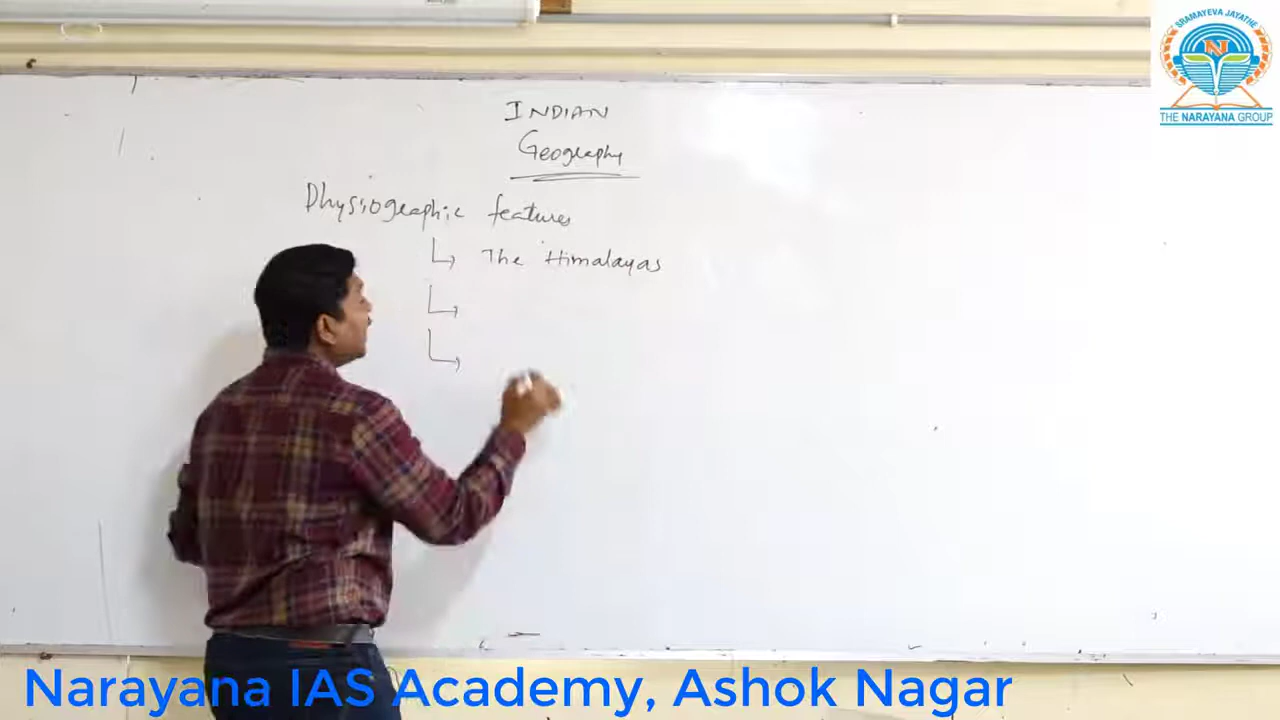 INDIAN
Geography
Physiographic features
The Himalayas
SRAMAYEVA JAYATHE
N
THE NARAYANA GROUP
Narayana IAS Academy, Ashok Nagar